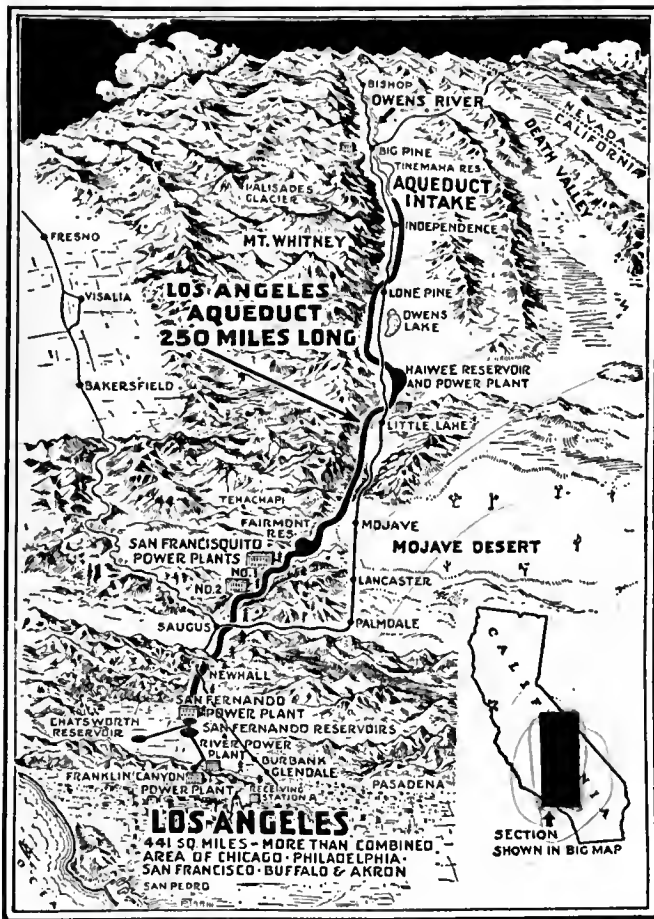 BISHOP
OWENS RIVER
NEVADA
CALIFORNIA
DEATH VALLEY
BIG PINE
TINEMAHA RES.
PALISADES
GLACIER
AQUEDUCT
INTAKE
FRESNO
MT. WHITNEY
INDEPENDENCE
LOS ANGELES
AQUEDUCT
250 MILES LONG
LONE PINE
VISALIA
OWENS
LAKE
BAKERSFIELD
HAIWEE RESERVOIR
AND POWER PLANT
LITTLE LAKE
TEHACHAPI
FAIRMONT
RES.
MOJAVE
SAN FRANCISQUITO
POWER PLANTS
NO. 1
MOJAVE DESERT
NO. 2
LANCASTER
SAUGUS
PALMDALE
NEWHALL
CALIFORNIA
SAN FERNANDO
POWER PLANT
CHATSWORTH
RESERVOIR
SAN FERNANDO RESERVOIRS
RIVER POWER
PLANT
BURBANK
GLENDALE
FRANKLIN CANYON
POWER PLANT
RECEIVING
STATION A
PASADENA
LOS ANGELES
441 SQ. MILES - MORE THAN COMBINED
AREA OF CHICAGO · PHILADELPHIA ·
SAN FRANCISCO · BUFFALO & AKRON
SAN PEDRO
SECTION
SHOWN IN BIG MAP